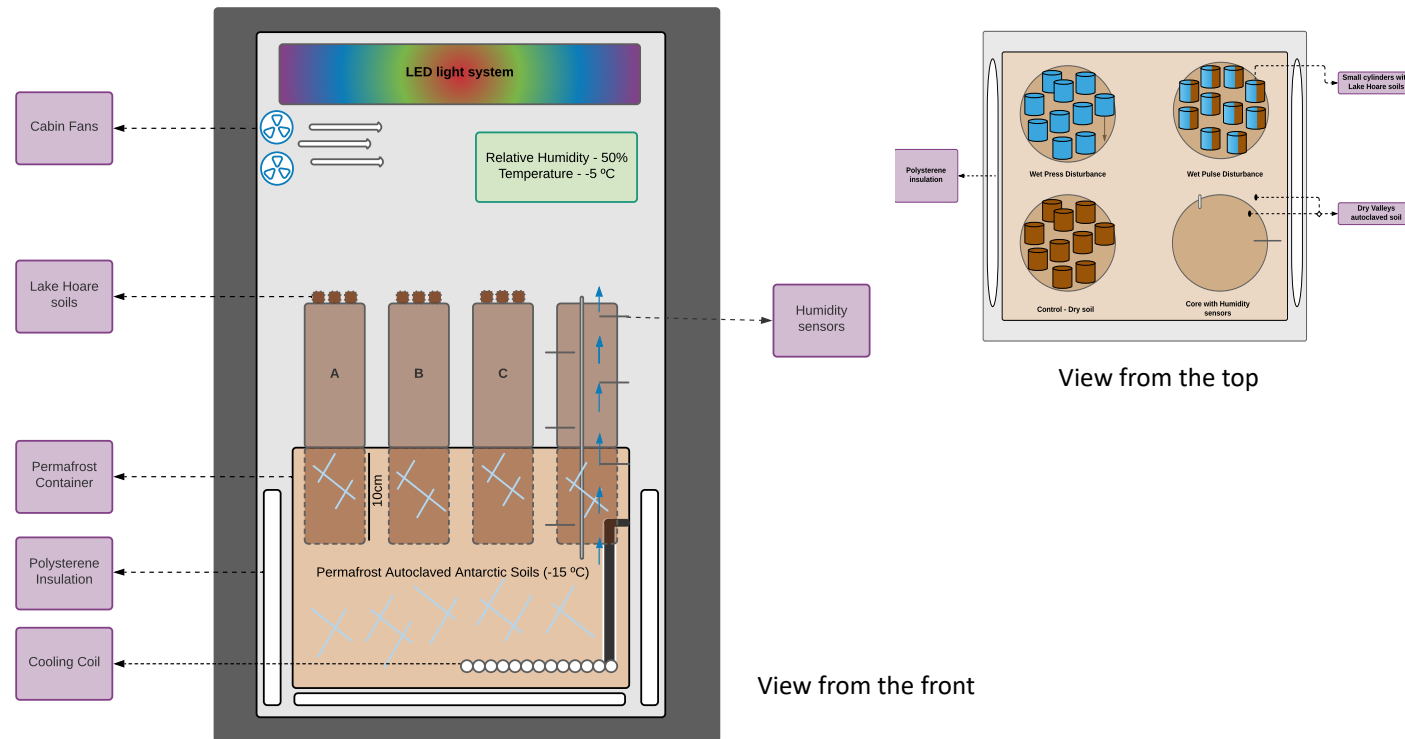 LED light system
Cabin Fans
Relative Humidity - 50%
Temperature - -5 ºC
Lake Hoare
soils
Humidity
sensors
A
B
C
Permafrost
Container
10cm
Polysterene
Insulation
Permafrost Autoclaved Antarctic Soils (-15 ºC)
Cooling Coil
View from the front
Small cylinders with
Lake Hoare soils
Polysterene
insulation
Wet Press Disturbance
Wet Pulse Disturbance
Dry Valleys
autoclaved soil
Control - Dry soil
Core with Humidity
sensors
View from the top